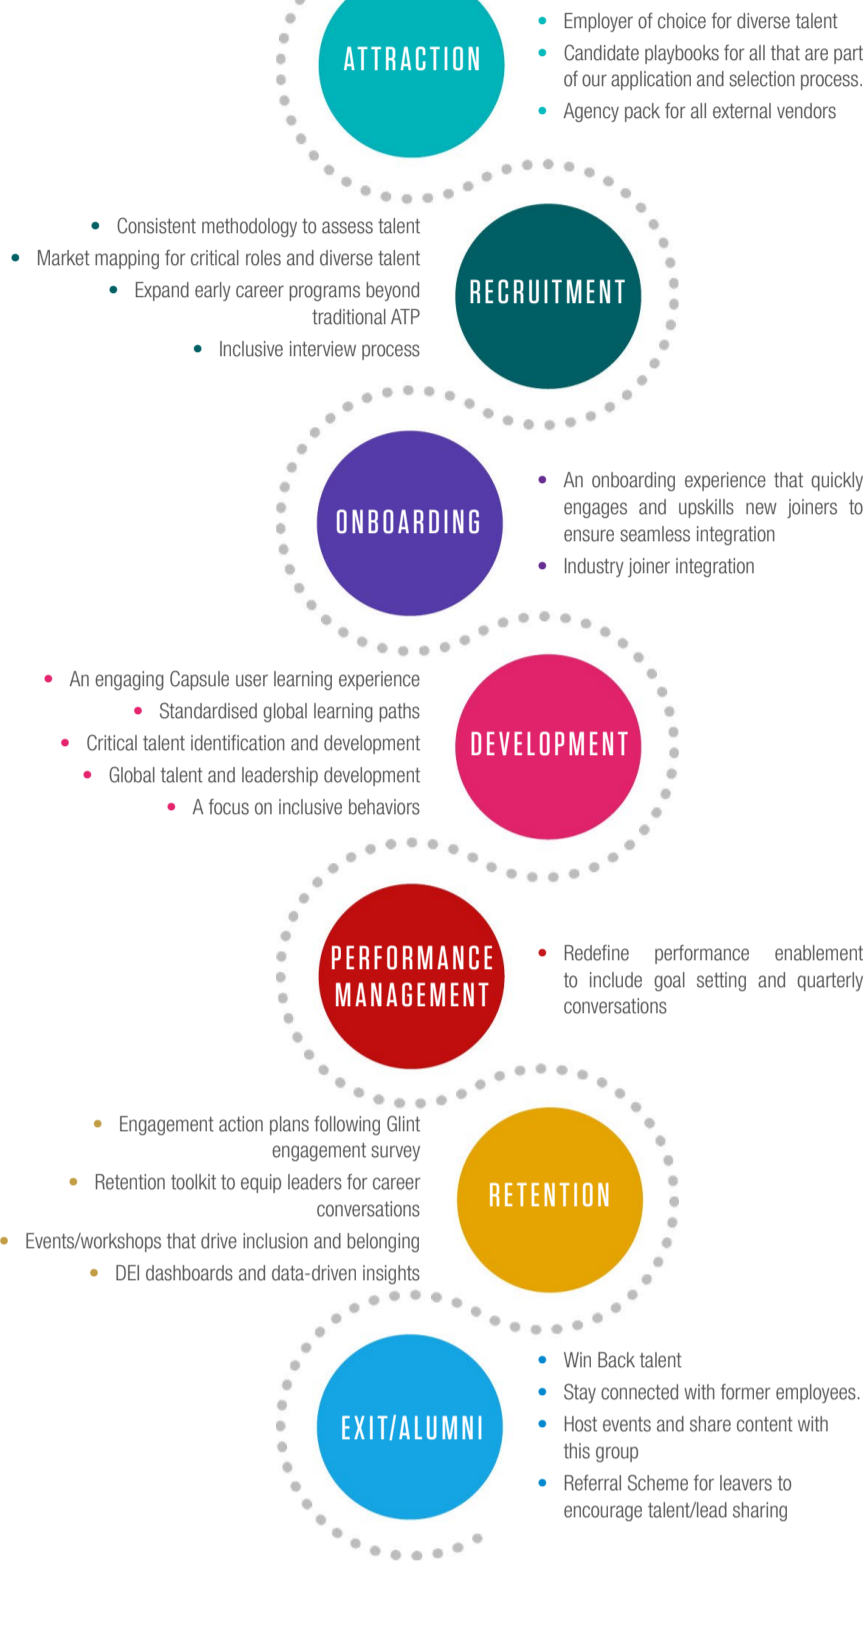 ATTRACTION
• Employer of choice for diverse talent
• Candidate playbooks for all that are part
of our application and selection process.
• Agency pack for all external vendors
• Consistent methodology to assess talent
• Market mapping for critical roles and diverse talent
• Expand early career programs beyond
traditional ATP
• Inclusive interview process
RECRUITMENT
ONBOARDING
• An onboarding experience that quickly
engages and upskills new joiners to
ensure seamless integration
• Industry joiner integration
• An engaging Capsule user learning experience
• Standardised global learning paths
• Critical talent identification and development
• Global talent and leadership development
• A focus on inclusive behaviors
DEVELOPMENT
PERFORMANCE
MANAGEMENT
• Redefine performance enablement
to include goal setting and quarterly
conversations
• Engagement action plans following Glint
engagement survey
• Retention toolkit to equip leaders for career
conversations
• Events/workshops that drive inclusion and belonging
• DEI dashboards and data-driven insights
RETENTION
EXIT/ALUMNI
• Win Back talent
• Stay connected with former employees.
• Host events and share content with
this group
• Referral Scheme for leavers to
encourage talent/lead sharing